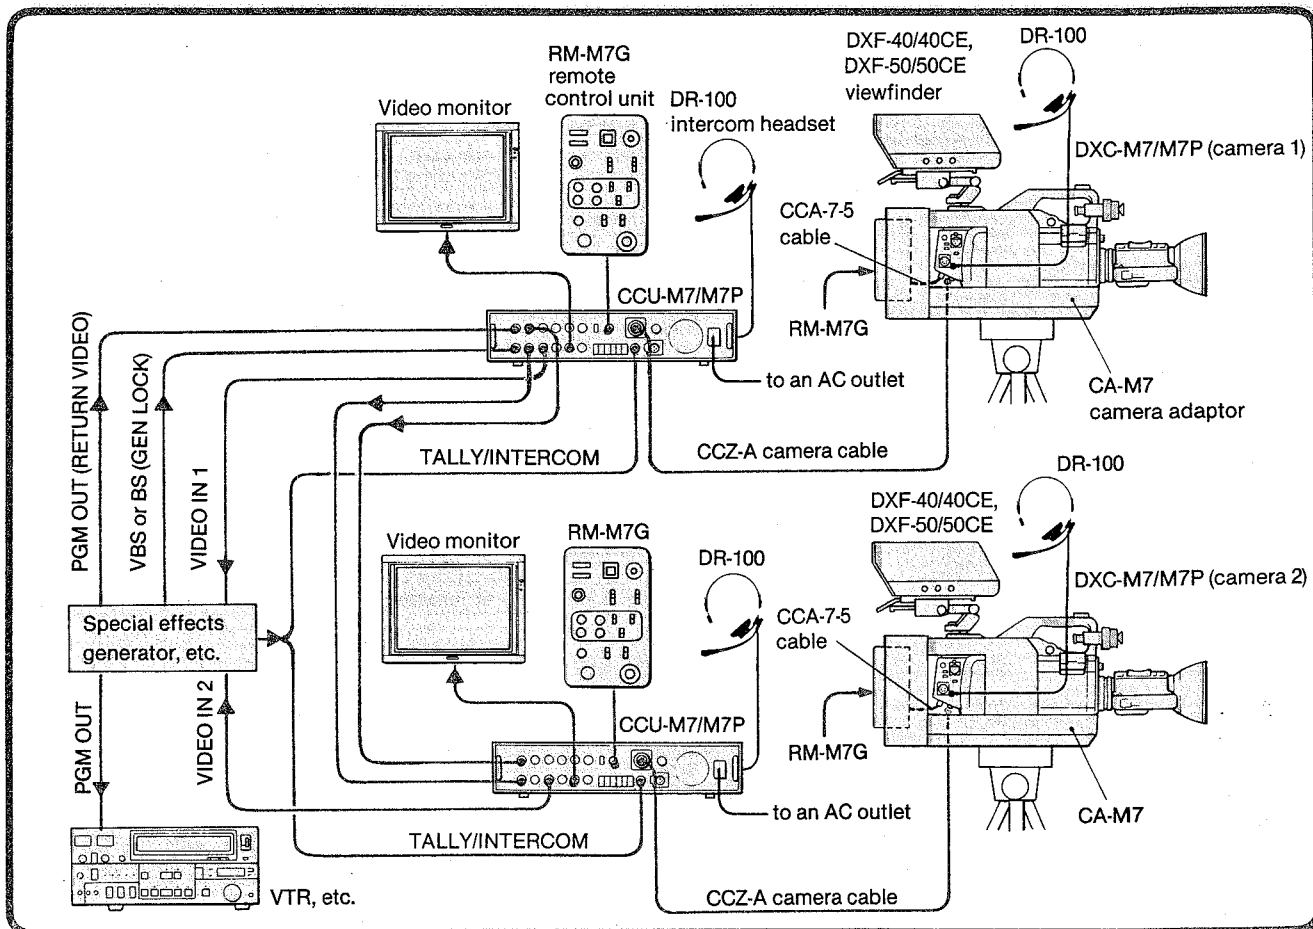 DXF-40/40CE,
DXF-50/50CE
viewfinder
DR-100
RM-M7G
remote
control unit
Video monitor
DR-100
intercom headset
DXC-M7/M7P (camera 1)
CCA-7-5
cable
CCU-M7/M7P
RM-M7G
to an AC outlet
CA-M7
camera adaptor
PGM OUT (RETURN VIDEO)
VBS or BS (GEN LOCK)
VIDEO IN 1
TALLY/INTERCOM
CCZ-A camera cable
DR-100
DXF-40/40CE,
DXF-50/50CE
Video monitor
RM-M7G
DR-100
DXC-M7/M7P (camera 2)
CCA-7-5
cable
Special effects
generator, etc.
PGM OUT
VIDEO IN 2
CCU-M7/M7P
RM-M7G
to an AC outlet
CA-M7
TALLY/INTERCOM
VTR, etc.
CCZ-A camera cable